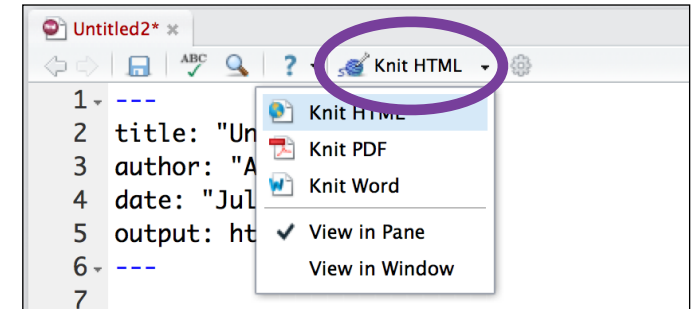 Untitled2*
ABC ? Knit HTML
1 ---
2 title: "Un
3 author: "A
4 date: "Jul
5 output: ht
6 ---
7
Knit HTML
Knit PDF
Knit Word
View in Pane
View in Window